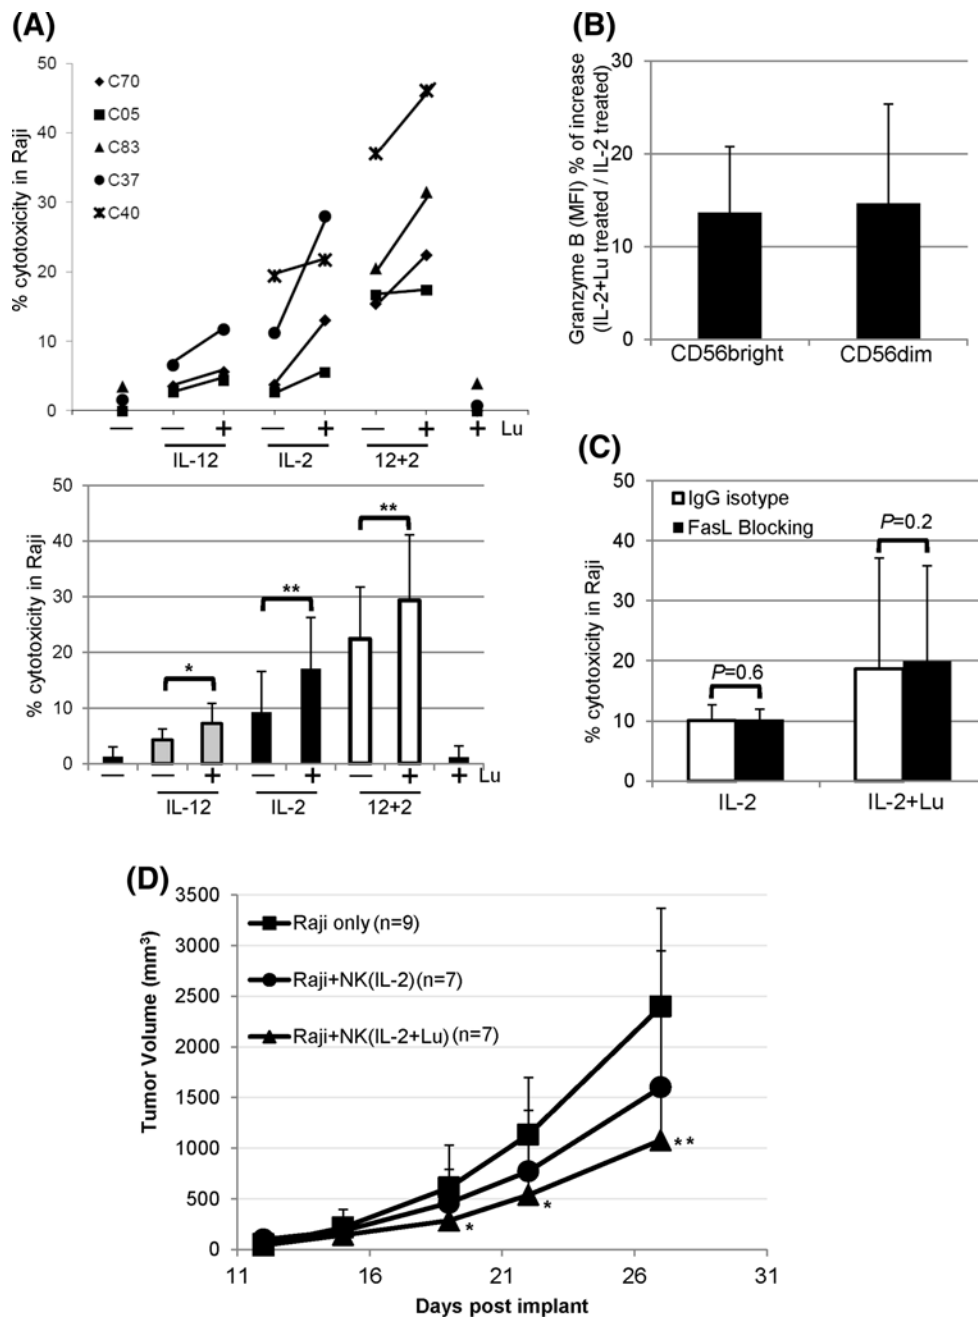 (A)
% cytotoxicity in Raji
50
40
30
20
10
0
C70
C05
C83
C37
C40
— — + — + — + + Lu
IL-12 IL-2 12+2
% cytotoxicity in Raji
50
40
30
20
10
0
* ** **
— — + — + — + + Lu
IL-12 IL-2 12+2
(B)
Granzyme B (MFI) % of increase
(IL-2+Lu treated / IL-2 treated)
30
20
10
0
CD56bright CD56dim
(C)
% cytotoxicity in Raji
50
40
30
20
10
0
IgG isotype
FasL Blocking
P=0.2
P=0.6
IL-2 IL-2+Lu
(D)
Tumor Volume (mm³)
3500
3000
2500
2000
1500
1000
500
0
Raji only (n=9)
Raji+NK(IL-2) (n=7)
Raji+NK(IL-2+Lu) (n=7)
* * **
11 16 21 26 31
Days post implant